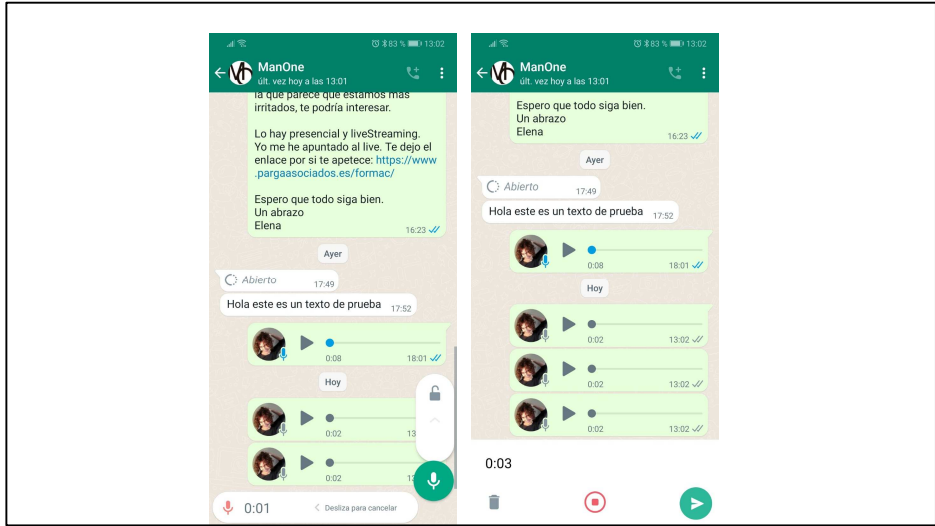 83 % 13:02
ManOne
últ. vez hoy a las 13:01
la que parece que estamos más
irritados, te podría interesar.
Lo hay presencial y liveStreaming.
Yo me he apuntado al live. Te dejo el
enlace por si te apetece: https://www
.pargaasociados.es/formac/
Espero que todo siga bien.
Un abrazo
Elena
16:23
Ayer
Abierto 17:49
Hola este es un texto de prueba 17:52
0:08 18:01
Hoy
0:02 13
0:02
0:01 < Desliza para cancelar
83 % 13:02
ManOne
últ. vez hoy a las 13:01
Espero que todo siga bien.
Un abrazo
Elena
16:23
Ayer
Abierto 17:49
Hola este es un texto de prueba 17:52
0:08 18:01
Hoy
0:02 13:02
0:02 13:02
0:02 13:02
0:03